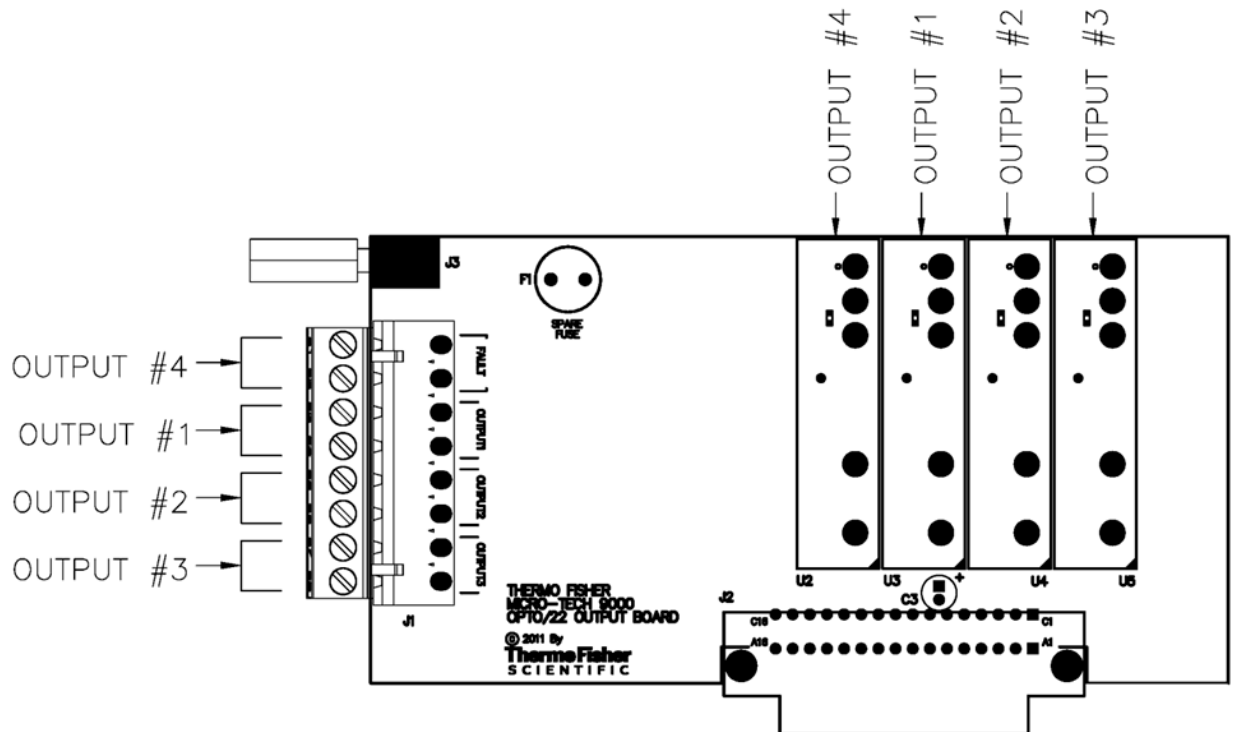 OUTPUT #4
OUTPUT #1
OUTPUT #2
OUTPUT #3
J3
F1
SPARE
FUSE
OUTPUT #4
OUTPUT #1
OUTPUT #2
OUTPUT #3
FAULT
OUTPUT1
OUTPUT2
OUTPUT3
J1
U2
U3
U4
U5
C3
+
J2
C16
C1
A16
A1
THERMO FISHER
MICRO-TECH 9000
OPTO/22 OUTPUT BOARD
© 2011 By
ThermoFisher
SCIENTIFIC